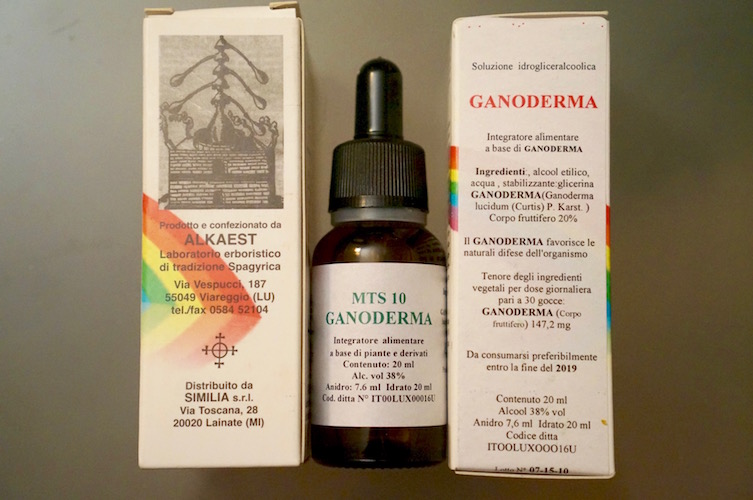 Prodotto e confezionato da
ALKAEST
Laboratorio erboristico
di tradizione Spagyrica
Via Vespucci, 187
55049 Viareggio (LU)
tel./fax 0584 52104
Distribuito da
SIMILIA s.r.l.
Via Toscana, 28
20020 Lainate (MI)
MTS 10
GANODERMA
Integratore alimentare
a base di piante e derivati
Contenuto: 20 ml
Alc. vol 38%
Anidro: 7.6 ml Idrato 20 ml
Cod. ditta N° IT00LUX00016U
Soluzione idrogliceralcoolica
GANODERMA
Integratore alimentare
a base di GANODERMA
Ingredienti:, alcool etilico,
acqua , stabilizzante:glicerina
GANODERMA(Ganoderma
lucidum (Curtis) P. Karst. )
Corpo fruttifero 20%
Il GANODERMA favorisce le
naturali difese dell'organismo
Tenore degli ingredienti
vegetali per dose giornaliera
pari a 30 gocce:
GANODERMA (Corpo
fruttifero) 147,2 mg
Da consumarsi preferibilmente
entro la fine del 2019
Contenuto 20 ml
Alcool 38% vol
Anidro 7,6 ml Idrato 20 ml
Codice ditta
ITOOLUXOOO16U
Lotto N° 07-15-10